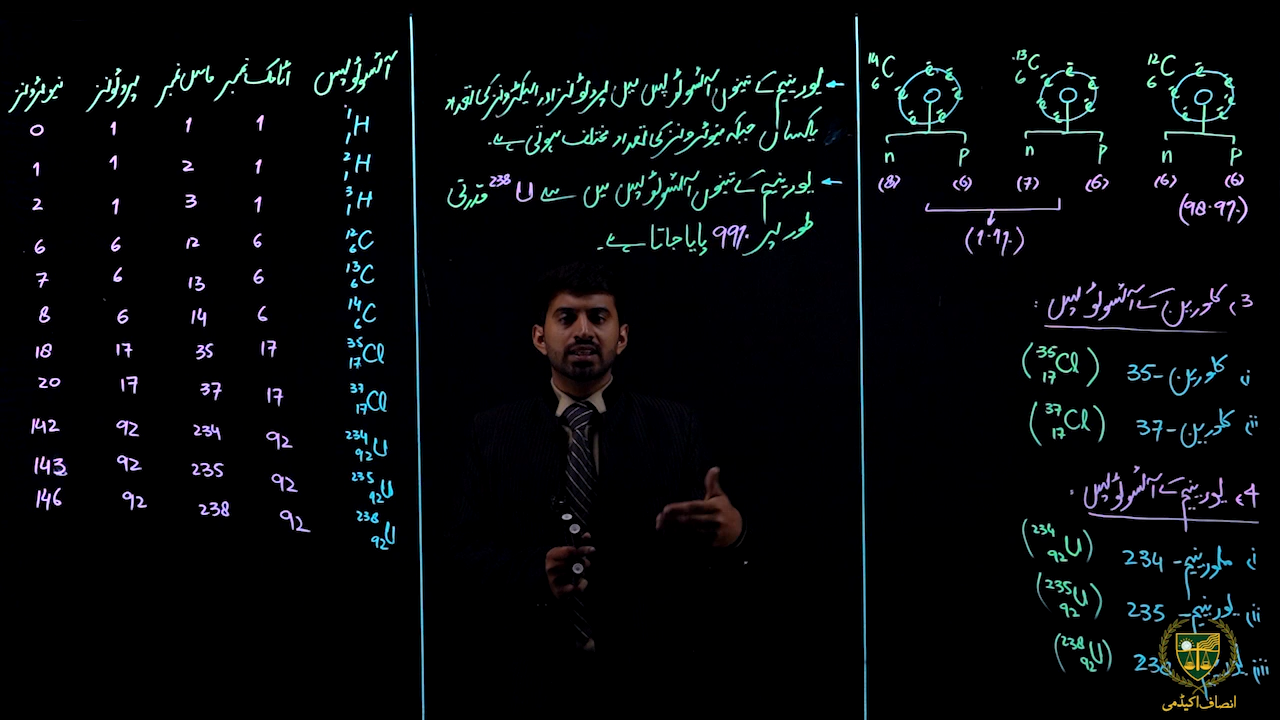 ¹⁴₆C ¹³₆C ¹²₆C
e e e e e e e e e e e e e e e e e e
n P n P n P
(8) (6) (7) (6) (6) (6)
(1.1%) (98.9%)
3) کلورین کے آئسوٹوپس :
i) کلورین-35 (³⁵₁₇Cl)
ii) کلورین-37 (³⁷₁₇Cl)
4) یورینیم کے آئسوٹوپس :
i) یورینیم-234 (²³⁴₉₂U)
ii) یورینیم-235 (²³⁵₉₂U)
iii) 238 (²³⁸₉₂U)
← یورینیم کے تینوں آئسوٹوپس میں پروٹونز اور الیکٹرونز کی تعداد
یکساں جبکہ نیوٹرونز کی تعداد مختلف ہوتی ہے۔
← یورینیم کے تینوں آئسوٹوپس میں سے ²³⁸U قدرتی
طور پر 99% پایا جاتا ہے۔
آئسوٹوپس اٹامک نمبر ماس نمبر پروٹونز نیوٹرونز
¹₁H 1 1 1 0
²₁H 1 2 1 1
³₁H 1 3 1 2
¹²₆C 6 12 6 6
¹³₆C 6 13 6 7
¹⁴₆C 6 14 6 8
³⁵₁₇Cl 17 35 17 18
³⁷₁₇Cl 17 37 17 20
²³⁴₉₂U 92 234 92 142
²³⁵₉₂U 92 235 92 143
²³⁸₉₂U 92 238 92 146
انصاف اکیڈمی